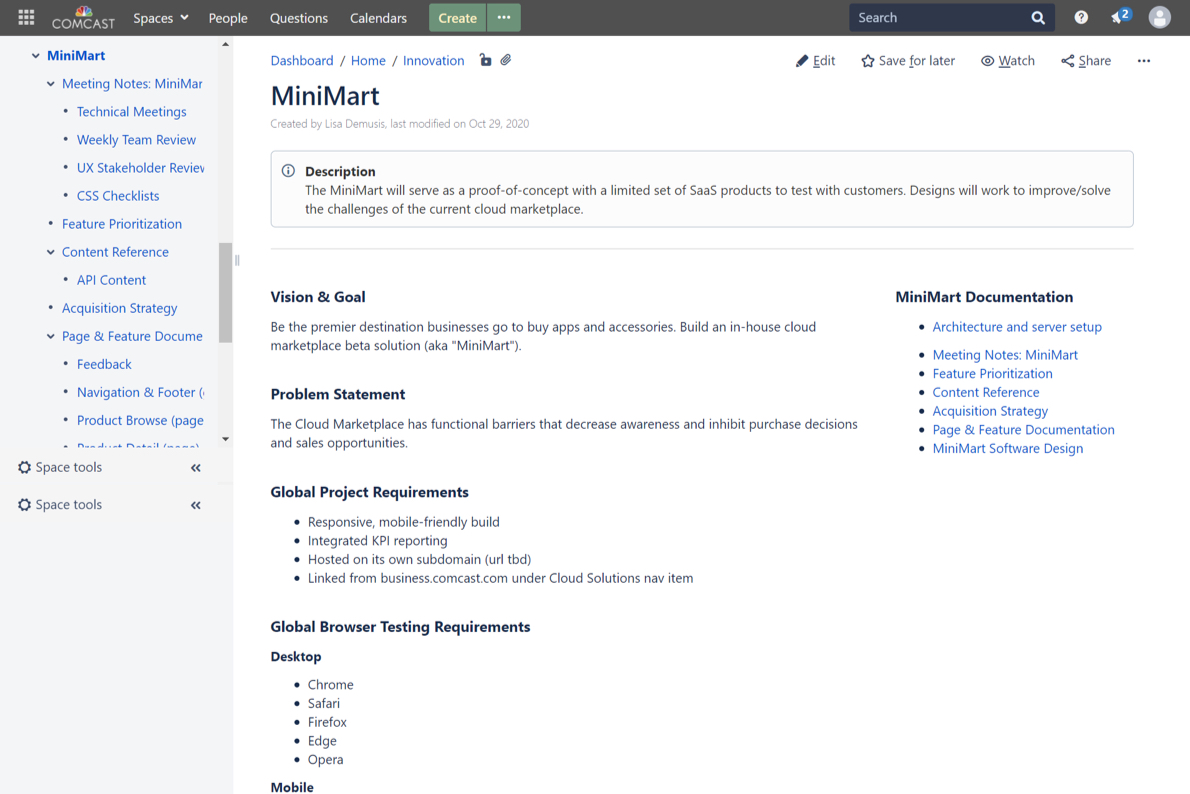 COMCAST
Spaces
People
Questions
Calendars
Create
Search
2
MiniMart
Meeting Notes: MiniMar
Technical Meetings
Weekly Team Review
UX Stakeholder Review
CSS Checklists
Feature Prioritization
Content Reference
API Content
Acquisition Strategy
Page & Feature Docume
Feedback
Navigation & Footer (
Product Browse (page
Product Detail (page)
Space tools
Space tools
Dashboard / Home / Innovation
Edit
Save for later
Watch
Share
MiniMart
Created by Lisa Demusis, last modified on Oct 29, 2020
Description
The MiniMart will serve as a proof-of-concept with a limited set of SaaS products to test with customers. Designs will work to improve/solve
the challenges of the current cloud marketplace.
Vision & Goal
Be the premier destination businesses go to buy apps and accessories. Build an in-house cloud
marketplace beta solution (aka "MiniMart").
Problem Statement
The Cloud Marketplace has functional barriers that decrease awareness and inhibit purchase decisions
and sales opportunities.
Global Project Requirements
Responsive, mobile-friendly build
Integrated KPI reporting
Hosted on its own subdomain (url tbd)
Linked from business.comcast.com under Cloud Solutions nav item
Global Browser Testing Requirements
Desktop
Chrome
Safari
Firefox
Edge
Opera
Mobile
MiniMart Documentation
Architecture and server setup
Meeting Notes: MiniMart
Feature Prioritization
Content Reference
Acquisition Strategy
Page & Feature Documentation
MiniMart Software Design